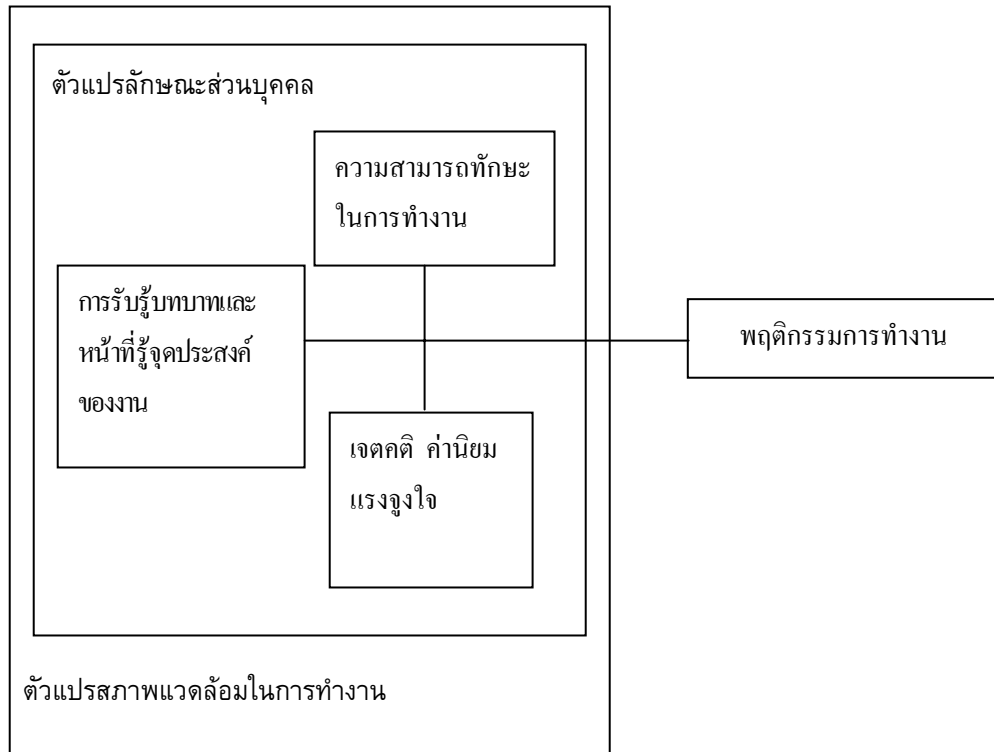 ตัวแปรลักษณะส่วนบุคคล
ความสามารถทักษะ
ในการทำงาน
การรับรู้บทบาทและ
หน้าที่รู้จุดประสงค์
ของงาน
พฤติกรรมการทำงาน
เจตคติ ค่านิยม
แรงจูงใจ
ตัวแปรสภาพแวดล้อมในการทำงาน